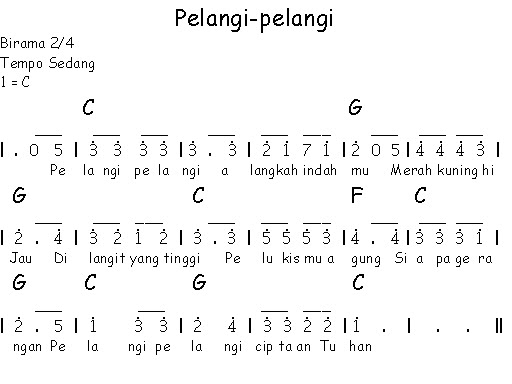 Pelangi-pelangi
Birama 2/4
Tempo Sedang
1 = C
C G
| . 0 5 | 3̇ 3̇ 3̇ 3̇ | 3̇ . 3̇ | 2̇ 1̇ 7 1̇ | 2̇ 0 5 | 4̇ 4̇ 4̇ 3̇ |
Pe la ngi pe la ngi a langkah indah mu Merah kuning hi
G C F C
| 2̇ . 4̇ | 3̇ 2̇ 1̇ 2̇ | 3̇ . 3̇ | 5̇ 5̇ 5̇ 3̇ | 4̇ . 4̇ | 3̇ 3̇ 3̇ 1̇ |
Jau Di langit yang tinggi Pe lu kis mu a gung Si a pa ge ra
G C G C
| 2̇ . 5 | 1̇ 3̇ 3̇ | 2̇ 4̇ | 3̇ 3̇ 2̇ 2̇ | 1̇ . | . . ||
ngan Pe la ngi pe la ngi cip ta an Tu han